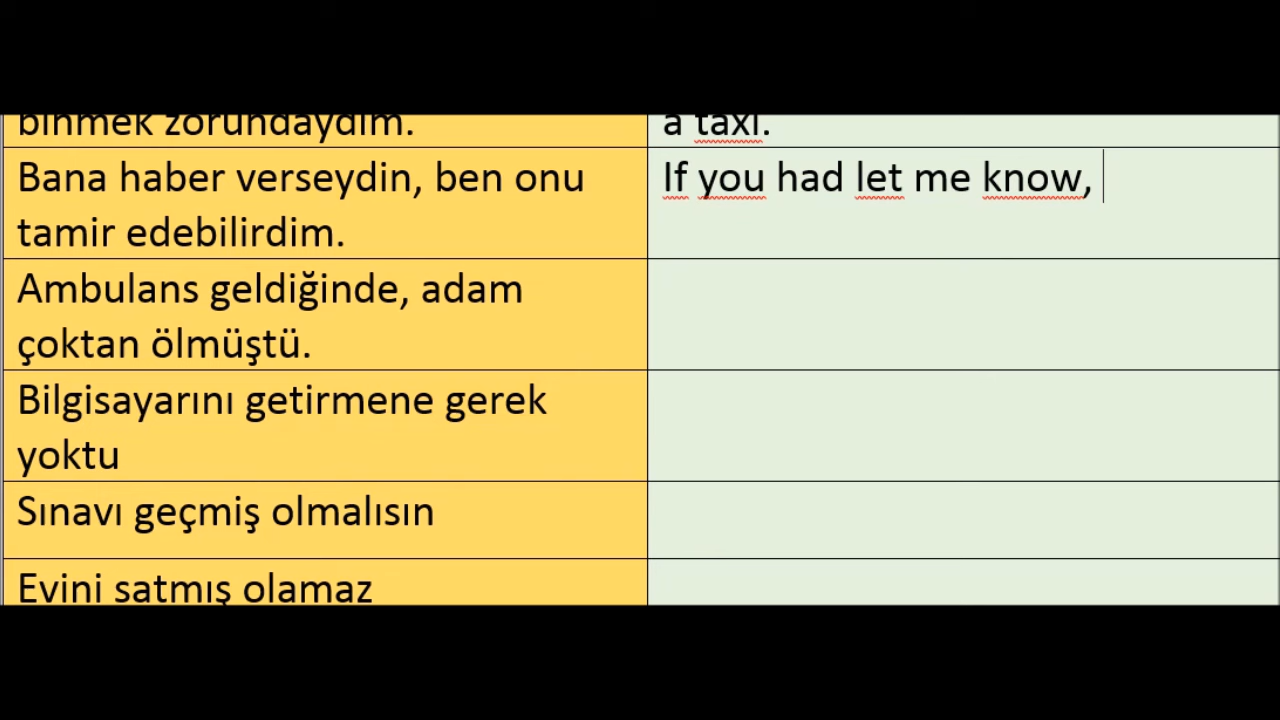 binmek zorundaydım.
a taxi.
Bana haber verseydin, ben onu
tamir edebilirdim.
If you had let me know,
Ambulans geldiğinde, adam
çoktan ölmüştü.
Bilgisayarını getirmene gerek
yoktu
Sınavı geçmiş olmalısın
Evini satmış olamaz